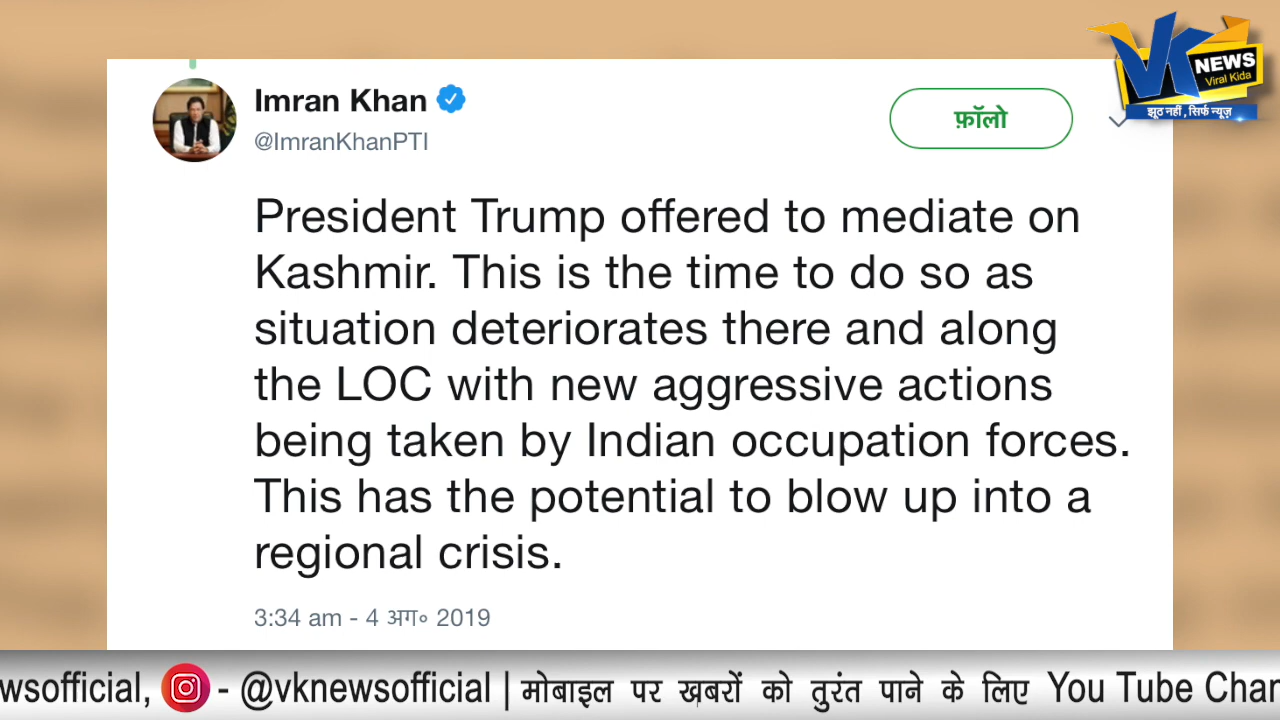 VK NEWS
Viral Kida
झूठ नहीं, सिर्फ न्यूज़
Imran Khan
@ImranKhanPTI
फ़ॉलो
President Trump offered to mediate on
Kashmir. This is the time to do so as
situation deteriorates there and along
the LOC with new aggressive actions
being taken by Indian occupation forces.
This has the potential to blow up into a
regional crisis.
3:34 am - 4 अग॰ 2019
wsofficial, - @vknewsofficial | मोबाइल पर ख़बरों को तुरंत पाने के लिए You Tube Chan